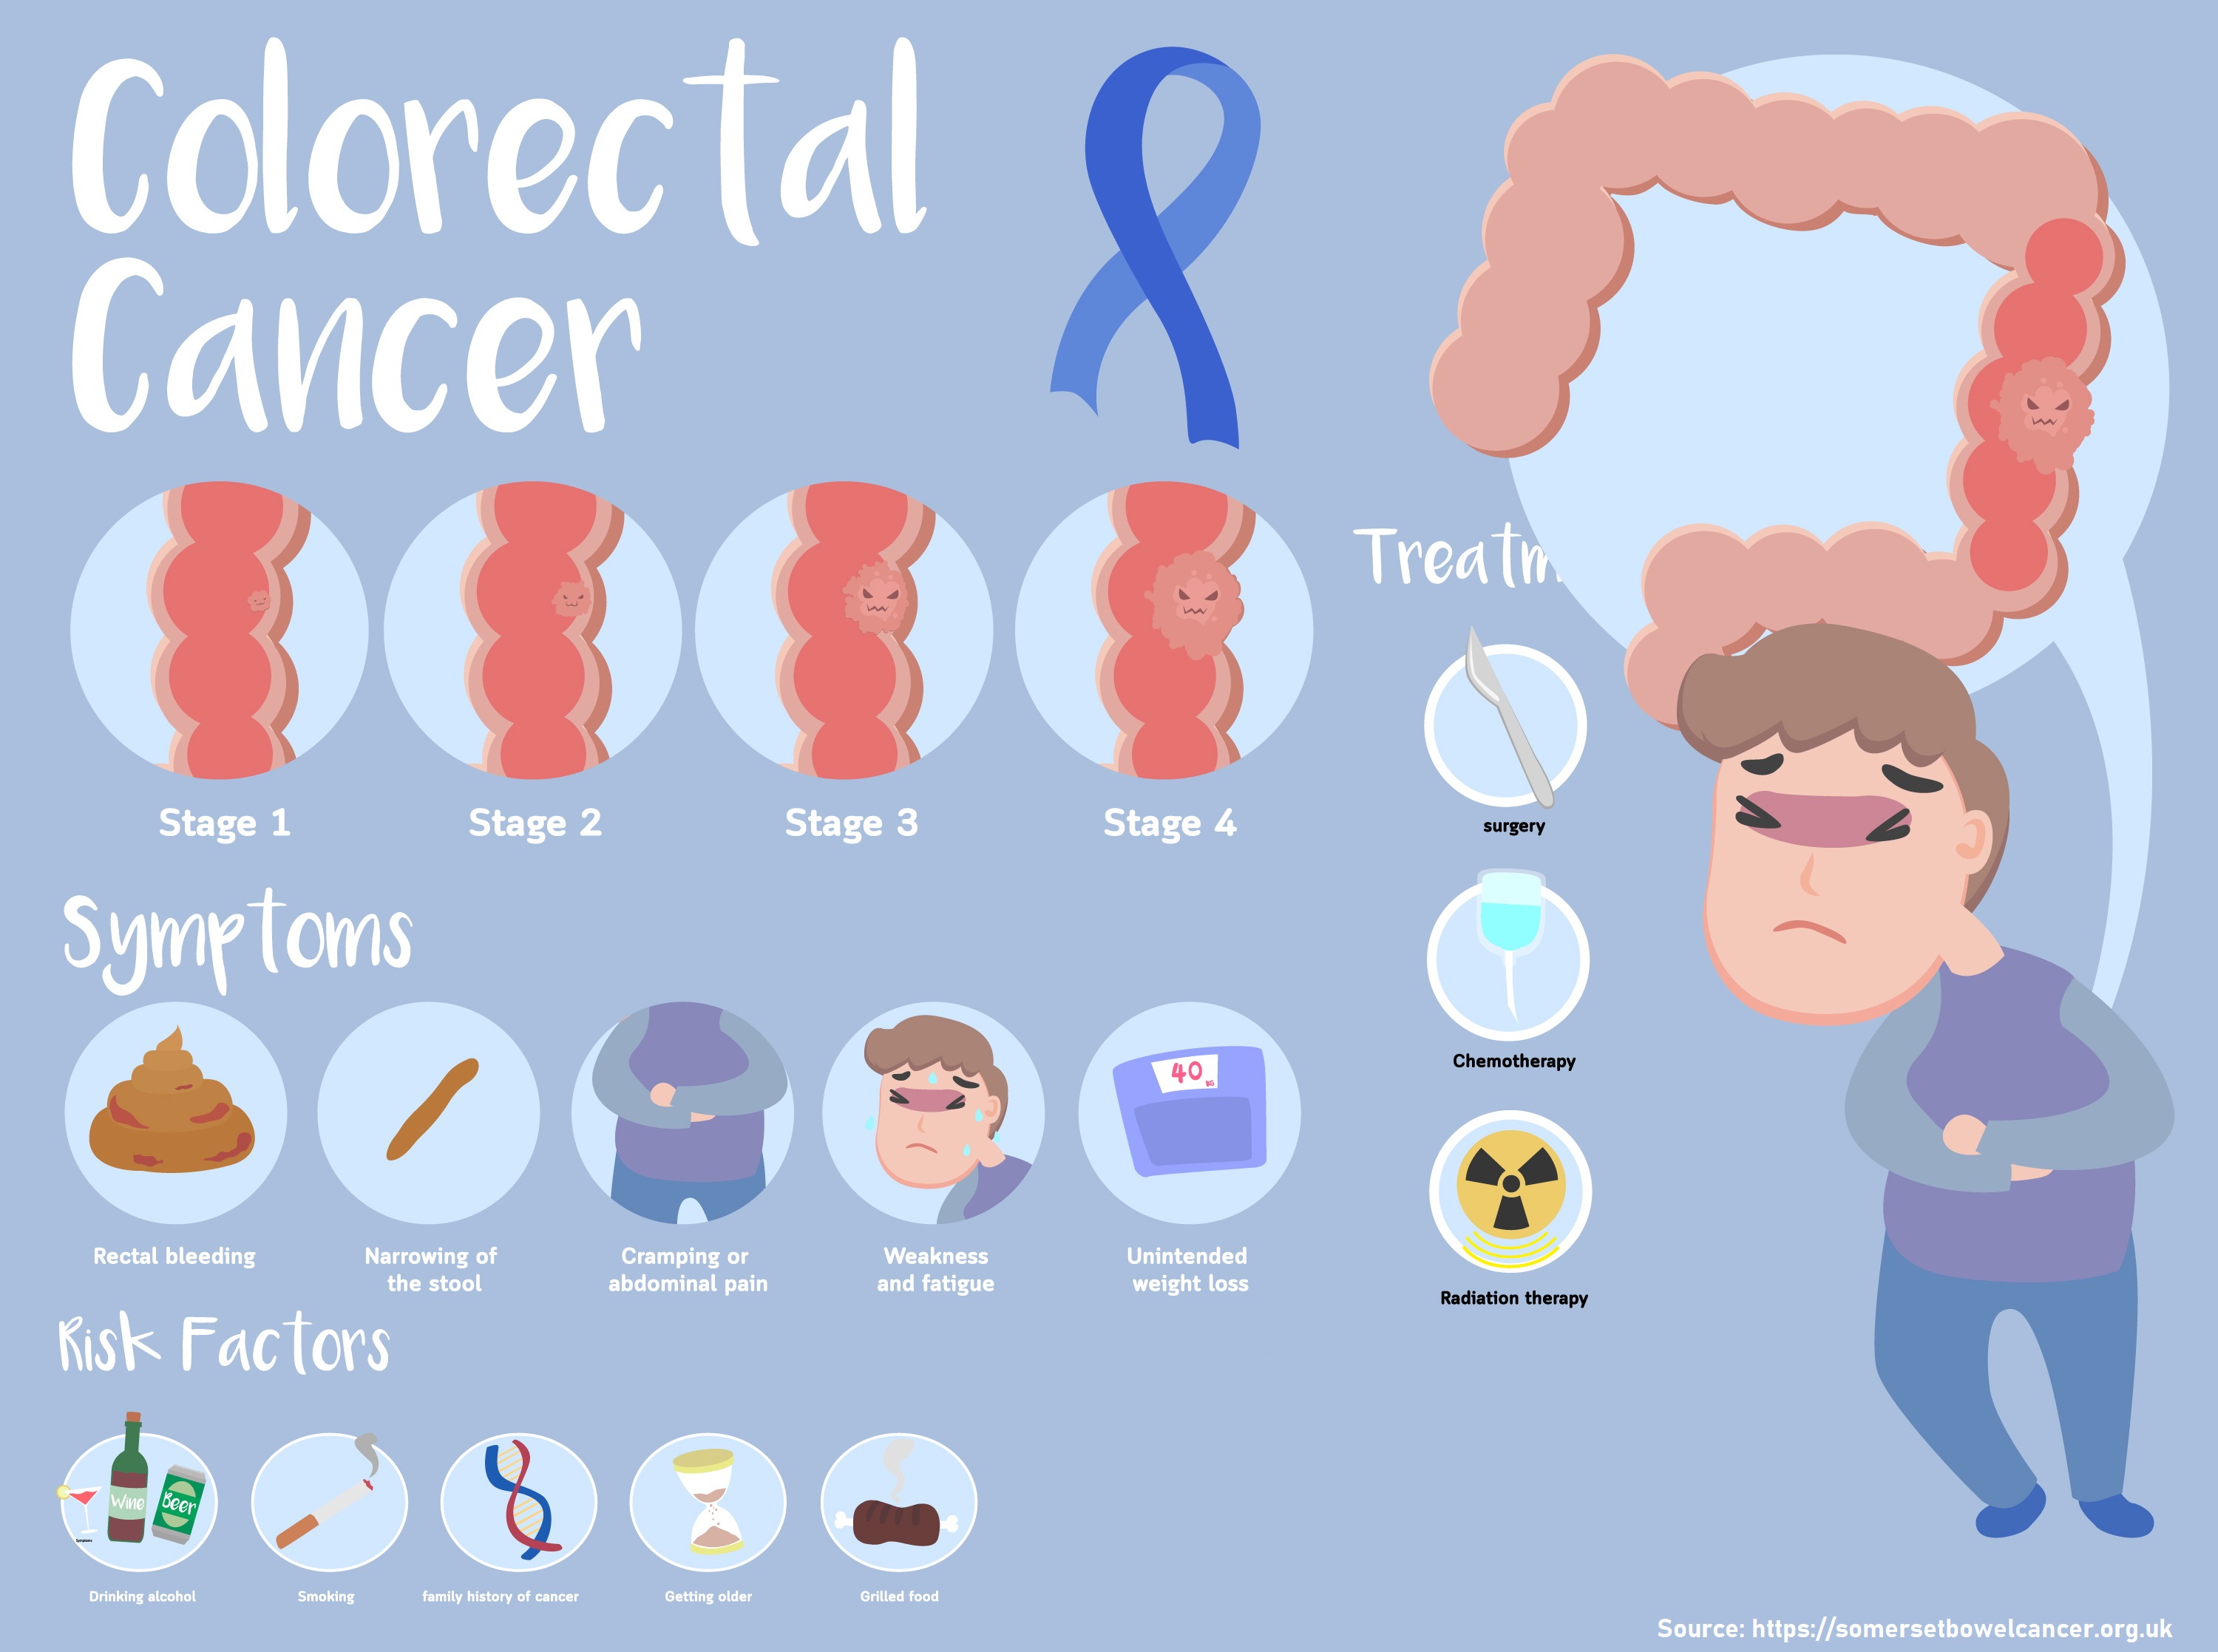 Colorectal
Cancer
Stage 1
Stage 2
Stage 3
Stage 4
Symptoms
Rectal bleeding
Narrowing of
the stool
Cramping or
abdominal pain
Weakness
and fatigue
40
KG
Unintended
weight loss
Risk Factors
Wine
Beer
Symptoms
Drinking alcohol
Smoking
family history of cancer
Getting older
Grilled food
Treatm
surgery
Chemotherapy
Radiation therapy
Source: https://somersetbowelcancer.org.uk